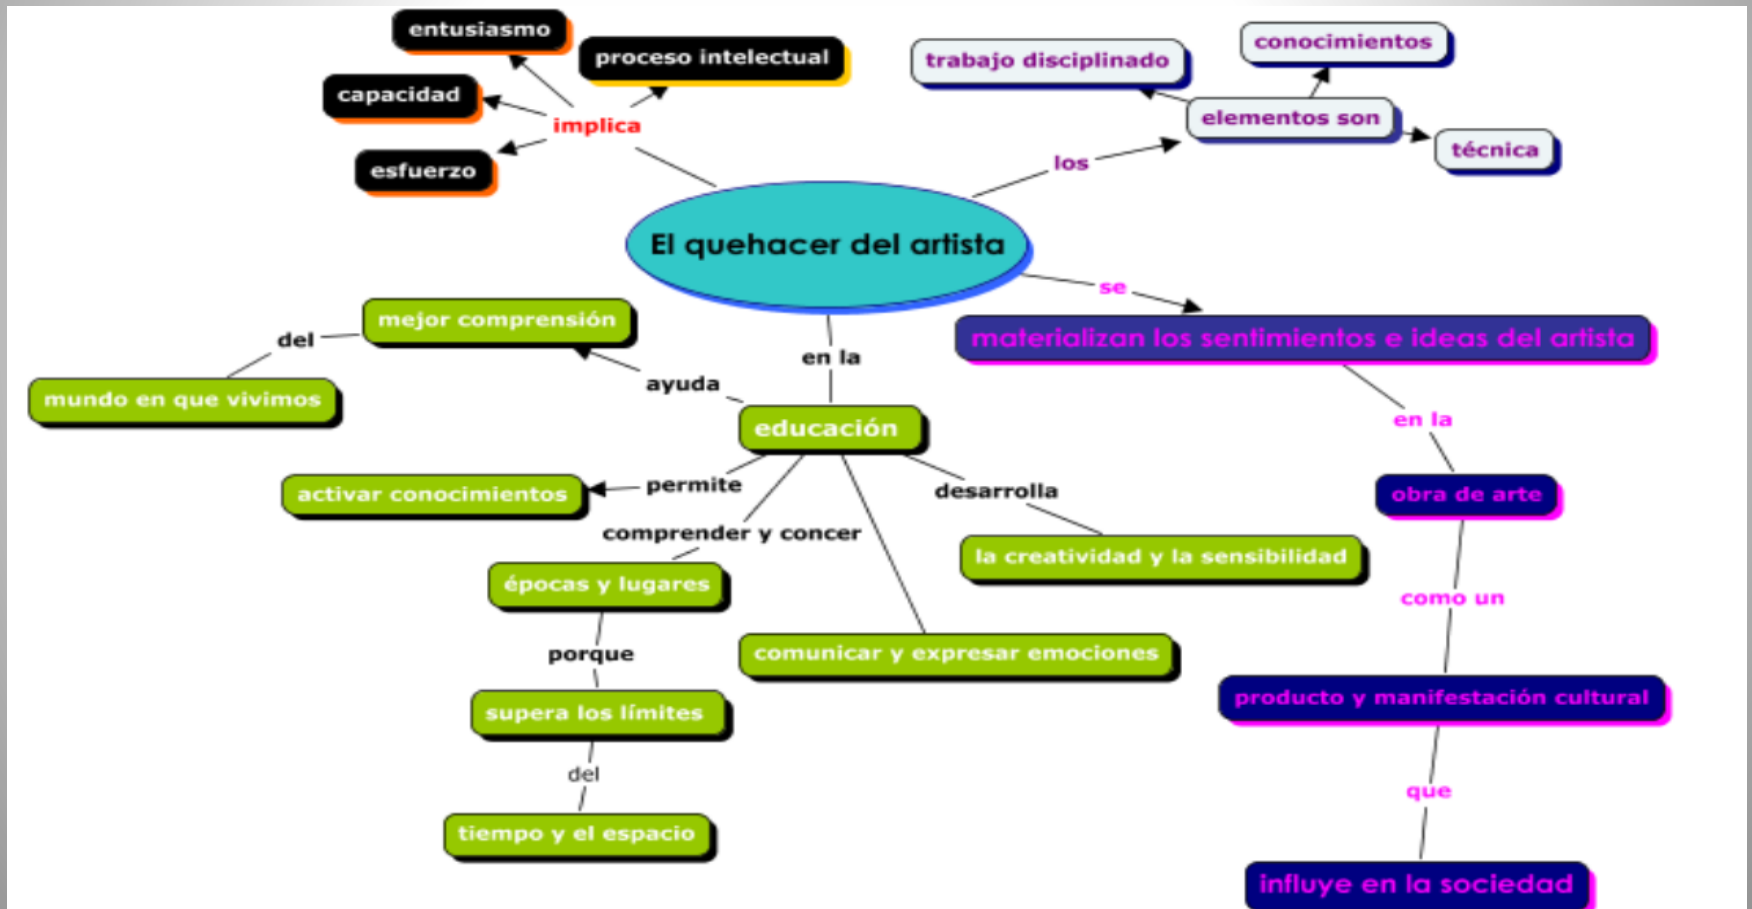 entusiasmo
proceso intelectual
capacidad
implica
esfuerzo
trabajo disciplinado
conocimientos
elementos son
técnica
los
El quehacer del artista
se
materializan los sentimientos e ideas del artista
en la
obra de arte
como un
producto y manifestación cultural
que
influye en la sociedad
en la
educación
ayuda
mejor comprensión
del
mundo en que vivimos
permite
activar conocimientos
comprender y concer
épocas y lugares
porque
supera los límites
del
tiempo y el espacio
comunicar y expresar emociones
desarrolla
la creatividad y la sensibilidad